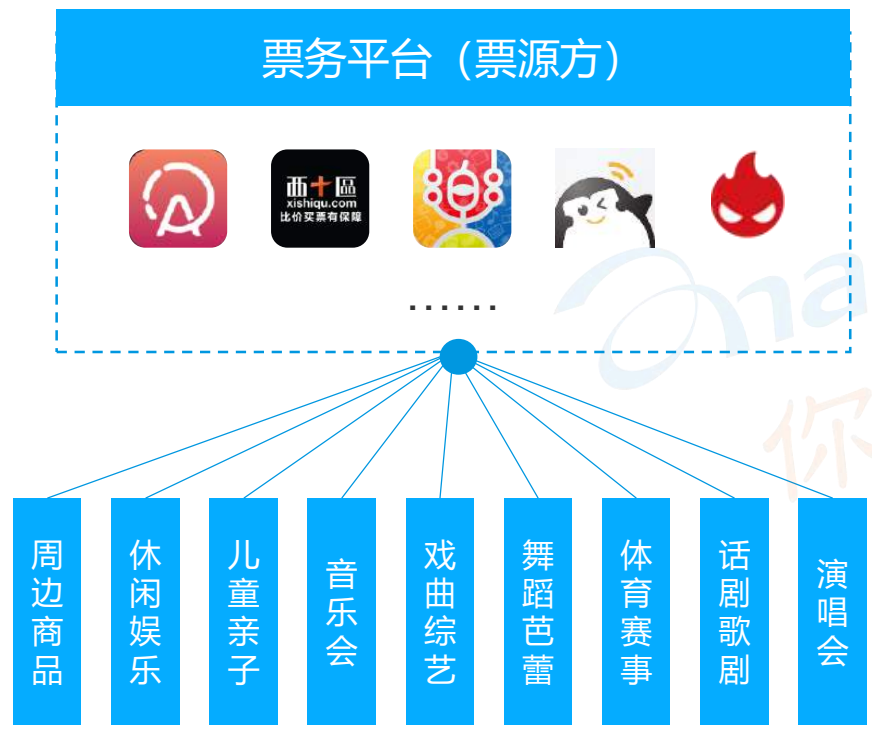 票务平台（票源方）
西十區
xishiqu.com
比价买票有保障
......
周边商品
休闲娱乐
儿童亲子
音乐会
戏曲综艺
舞蹈芭蕾
体育赛事
话剧歌剧
演唱会
na
你